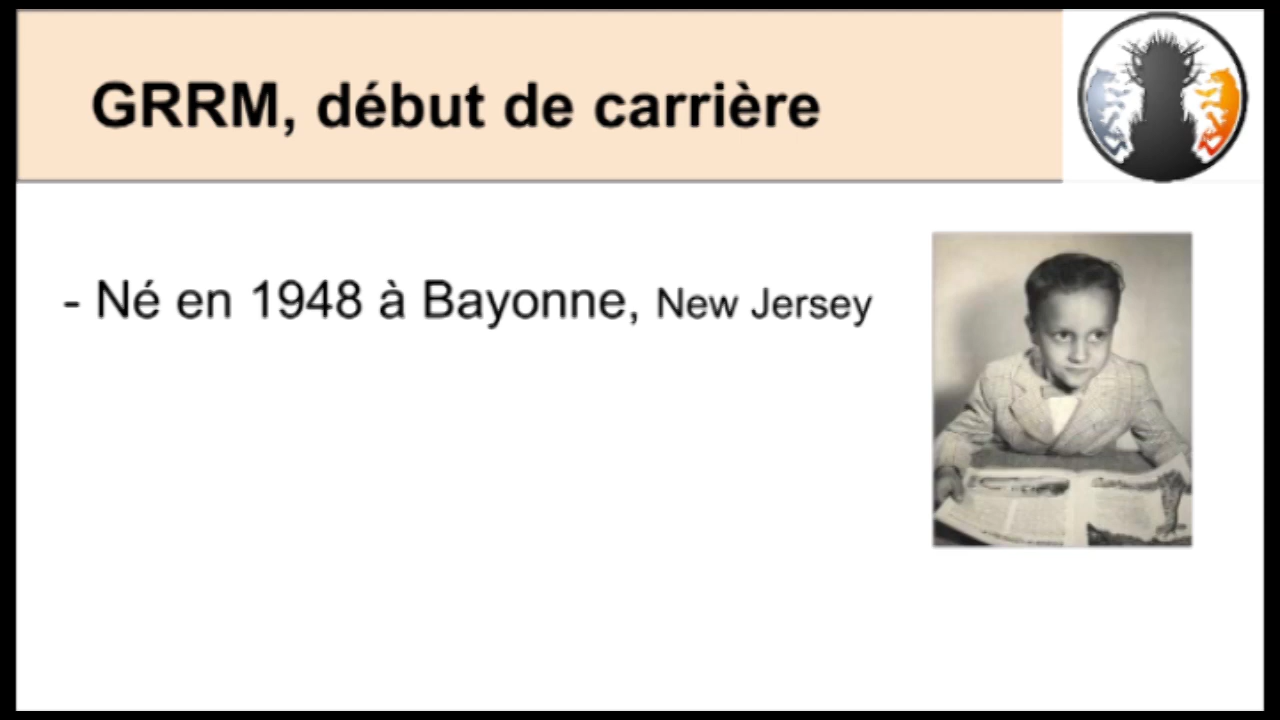 GRRM, début de carrière
- Né en 1948 à Bayonne, New Jersey